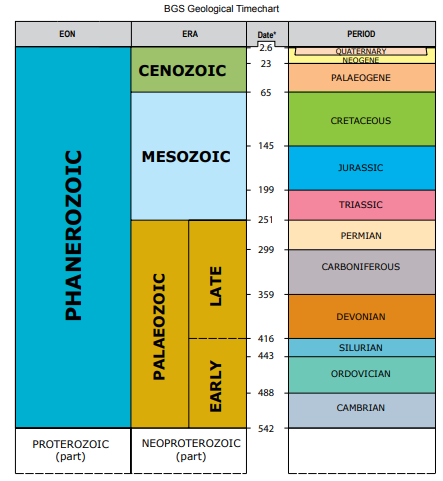 BGS Geological Timechart
EON
ERA
Date*
PERIOD
PHANEROZOIC
CENOZOIC
MESOZOIC
PALAEOZOIC
LATE
EARLY
2.6
23
65
145
199
251
299
359
416
443
488
542
QUATERNARY
NEOGENE
PALAEOGENE
CRETACEOUS
JURASSIC
TRIASSIC
PERMIAN
CARBONIFEROUS
DEVONIAN
SILURIAN
ORDOVICIAN
CAMBRIAN
PROTEROZOIC
(part)
NEOPROTEROZOIC
(part)